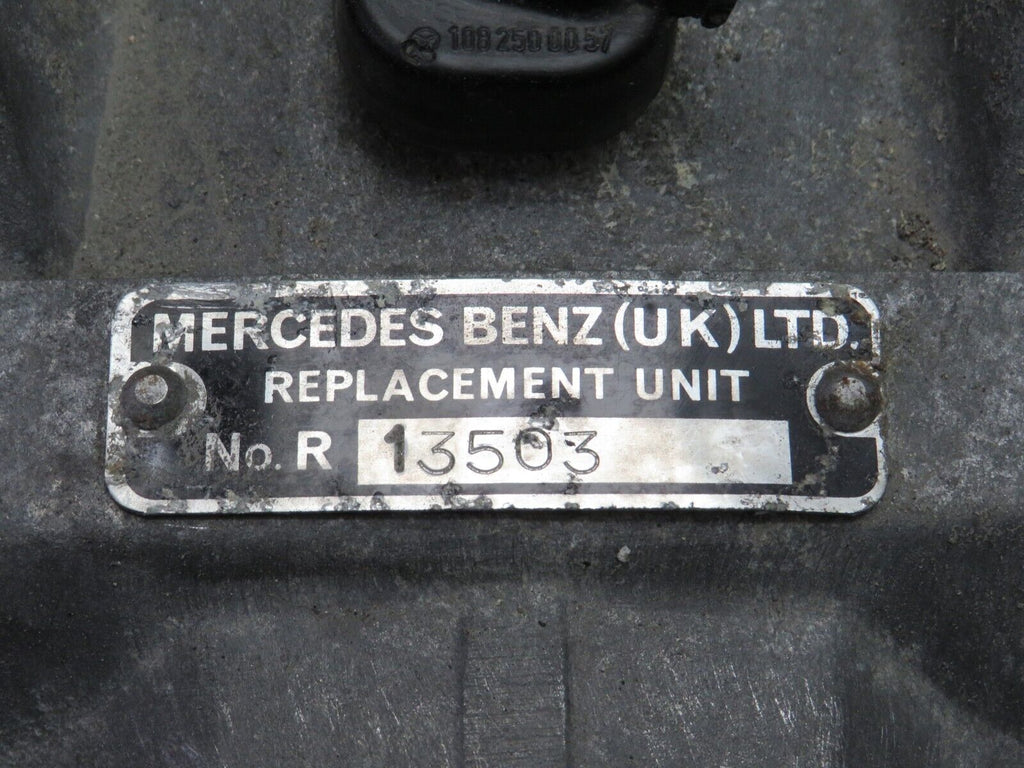 108 250 00 57
MERCEDES BENZ (UK) LTD.
REPLACEMENT UNIT
No. R 13503